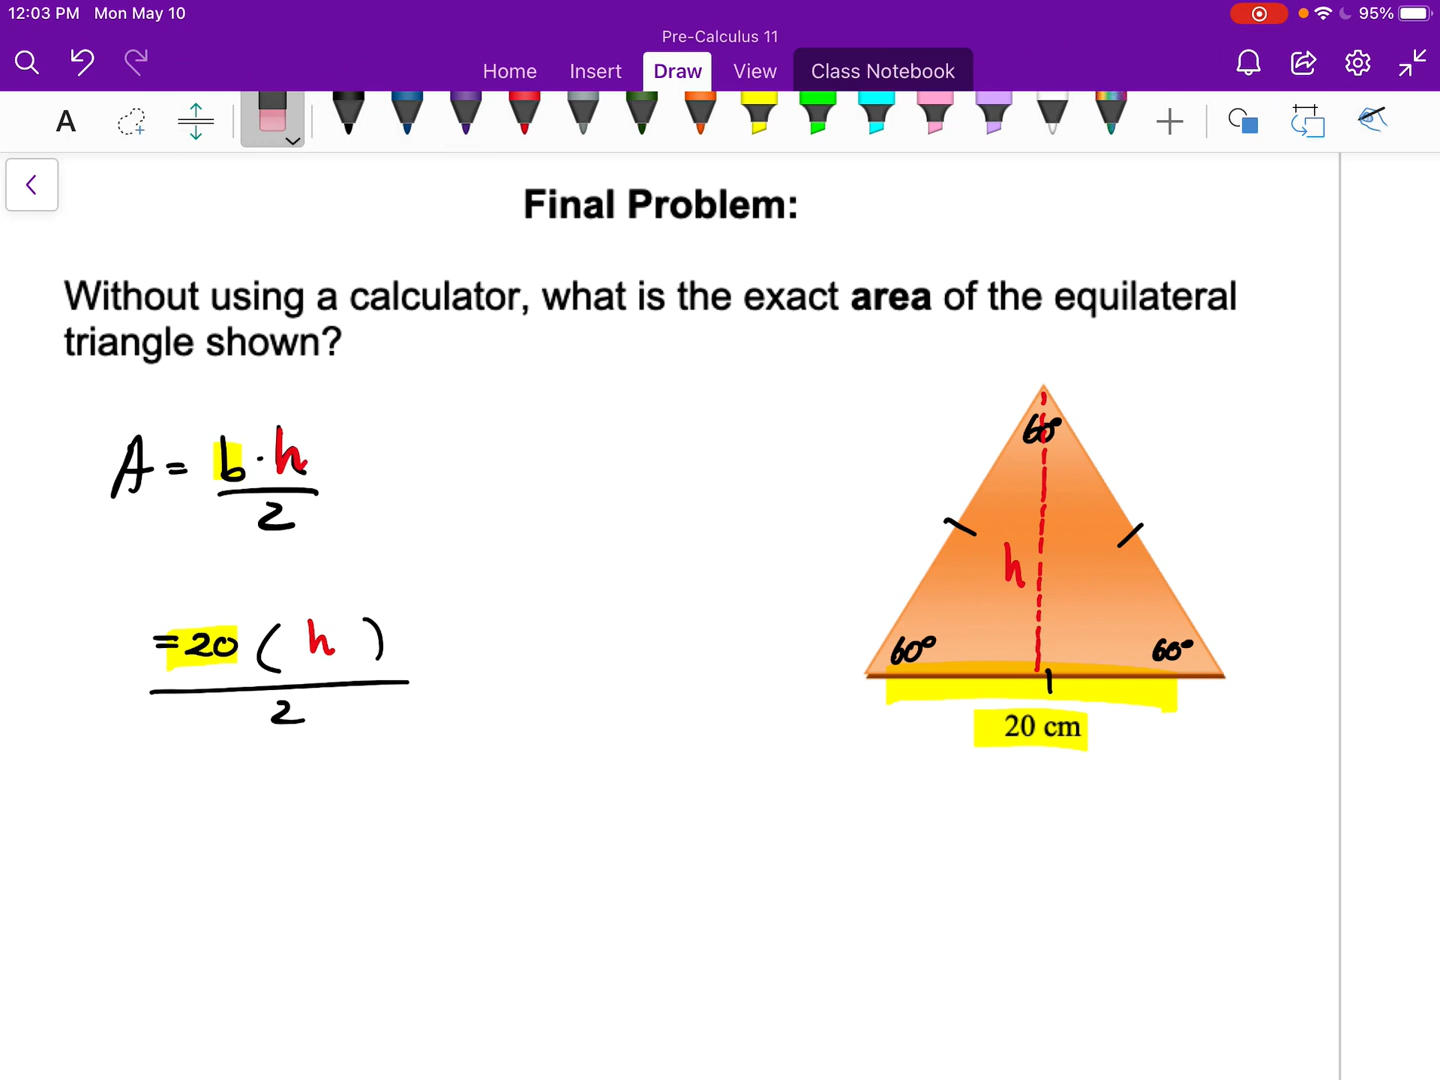 12:03 PM Mon May 10
95%
Pre-Calculus 11
Home Insert Draw View Class Notebook
A
Final Problem:
Without using a calculator, what is the exact area of the equilateral
triangle shown?
A = b · h
2
= 20 ( h )
2
60°
h
60° 60°
20 cm